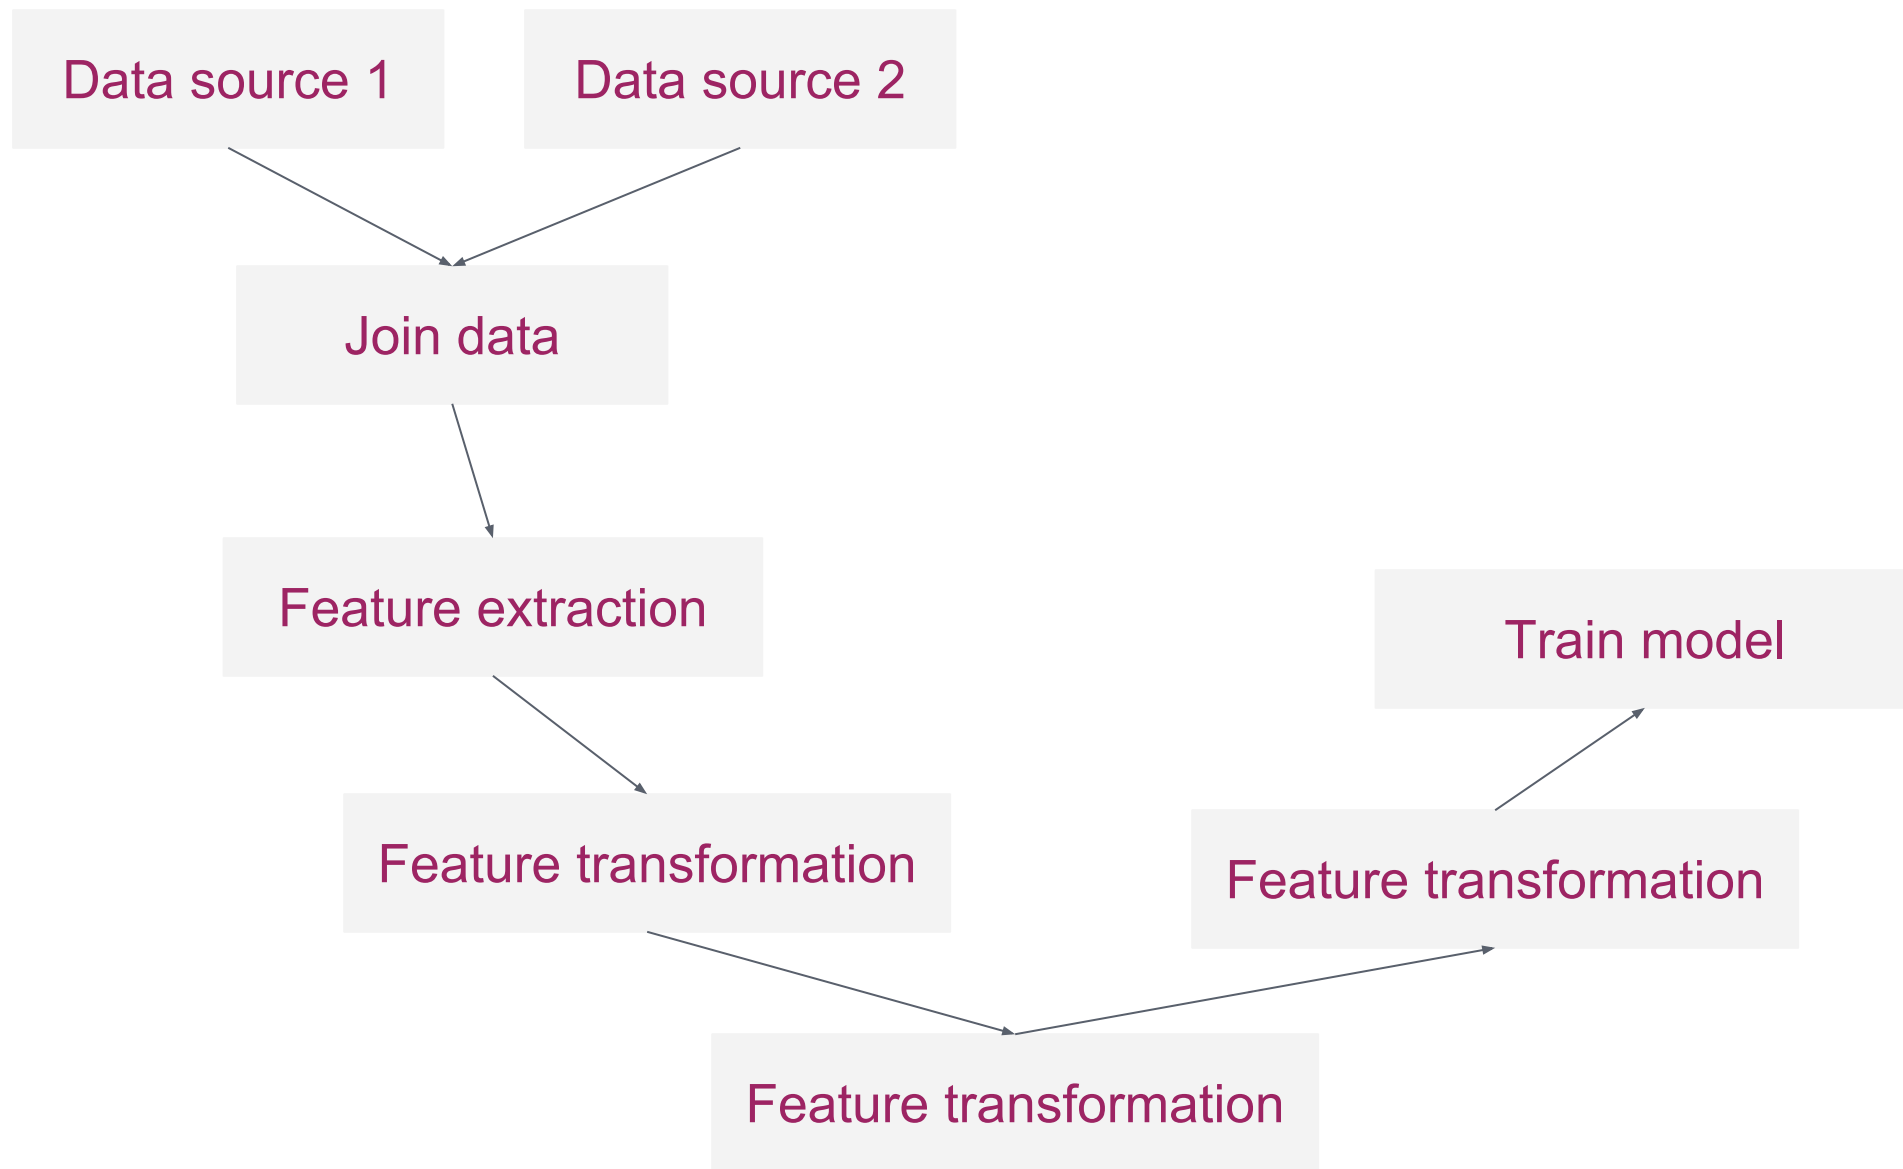 Data source 1
Data source 2
Join data
Feature extraction
Feature transformation
Feature transformation
Feature transformation
Train model